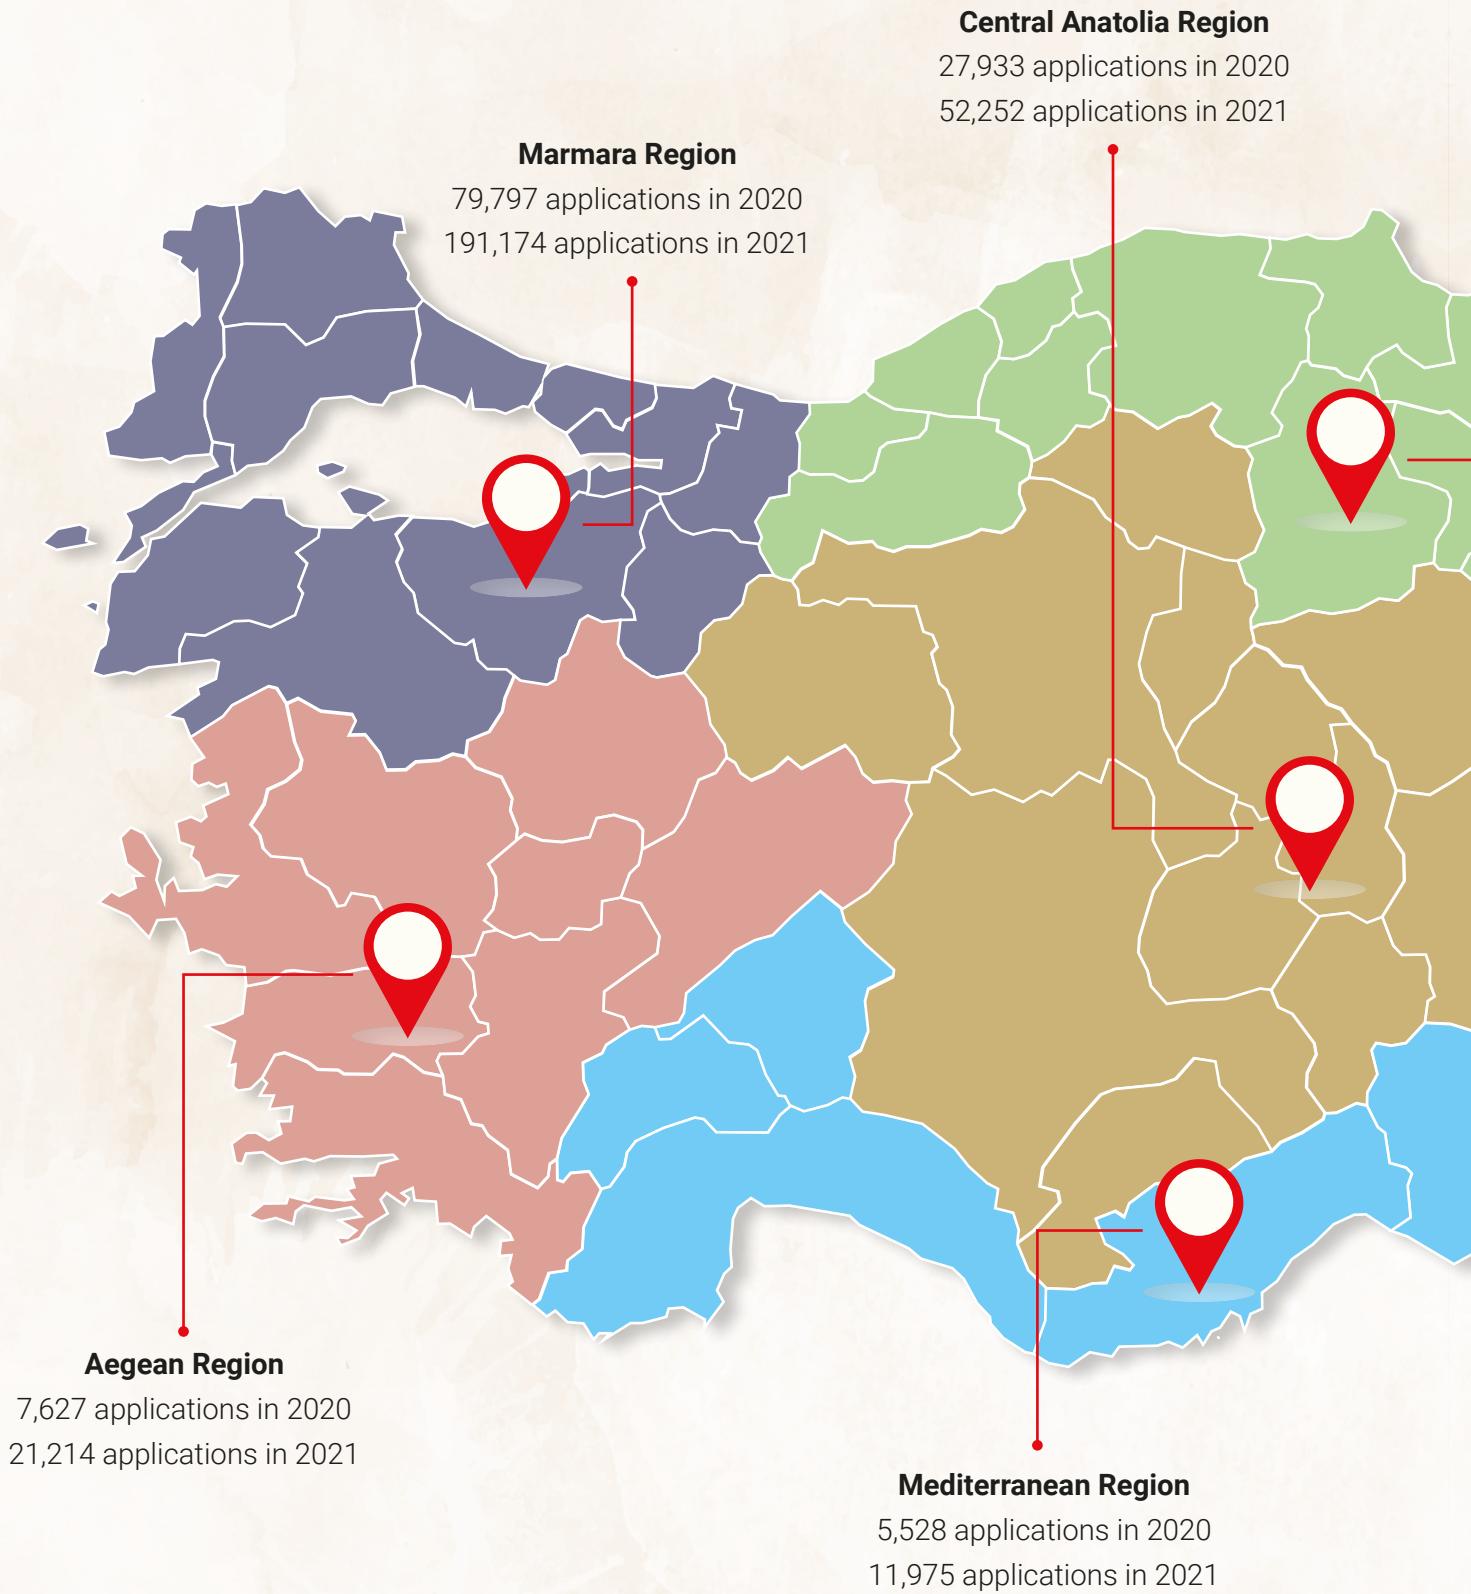 Central Anatolia Region
27,933 applications in 2020
52,252 applications in 2021
Marmara Region
79,797 applications in 2020
191,174 applications in 2021
Aegean Region
7,627 applications in 2020
21,214 applications in 2021
Mediterranean Region
5,528 applications in 2020
11,975 applications in 2021